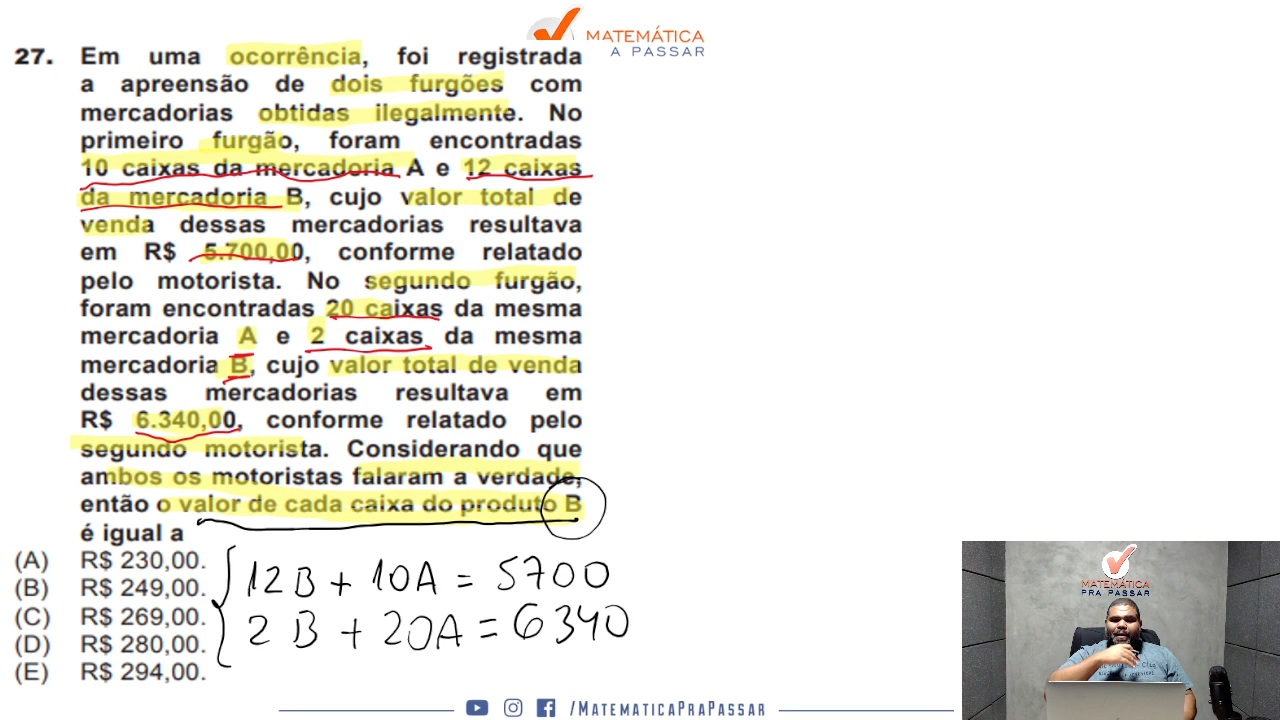 MATEMÁTICA
A PASSAR
27. Em uma ocorrência, foi registrada
a apreensão de dois furgões com
mercadorias obtidas ilegalmente. No
primeiro furgão, foram encontradas
10 caixas da mercadoria A e 12 caixas
da mercadoria B, cujo valor total de
venda dessas mercadorias resultava
em R$ 5.700,00, conforme relatado
pelo motorista. No segundo furgão,
foram encontradas 20 caixas da mesma
mercadoria A e 2 caixas da mesma
mercadoria B, cujo valor total de venda
dessas mercadorias resultava em
R$ 6.340,00, conforme relatado pelo
segundo motorista. Considerando que
ambos os motoristas falaram a verdade,
então o valor de cada caixa do produto B
é igual a
(A) R$ 230,00.
(B) R$ 249,00.
(C) R$ 269,00.
(D) R$ 280,00.
(E) R$ 294,00.
12B + 10A = 5700
2B + 20A = 6340
MATEMÁTICA
PRA PASSAR
/MATEMATICAPRAPASSAR